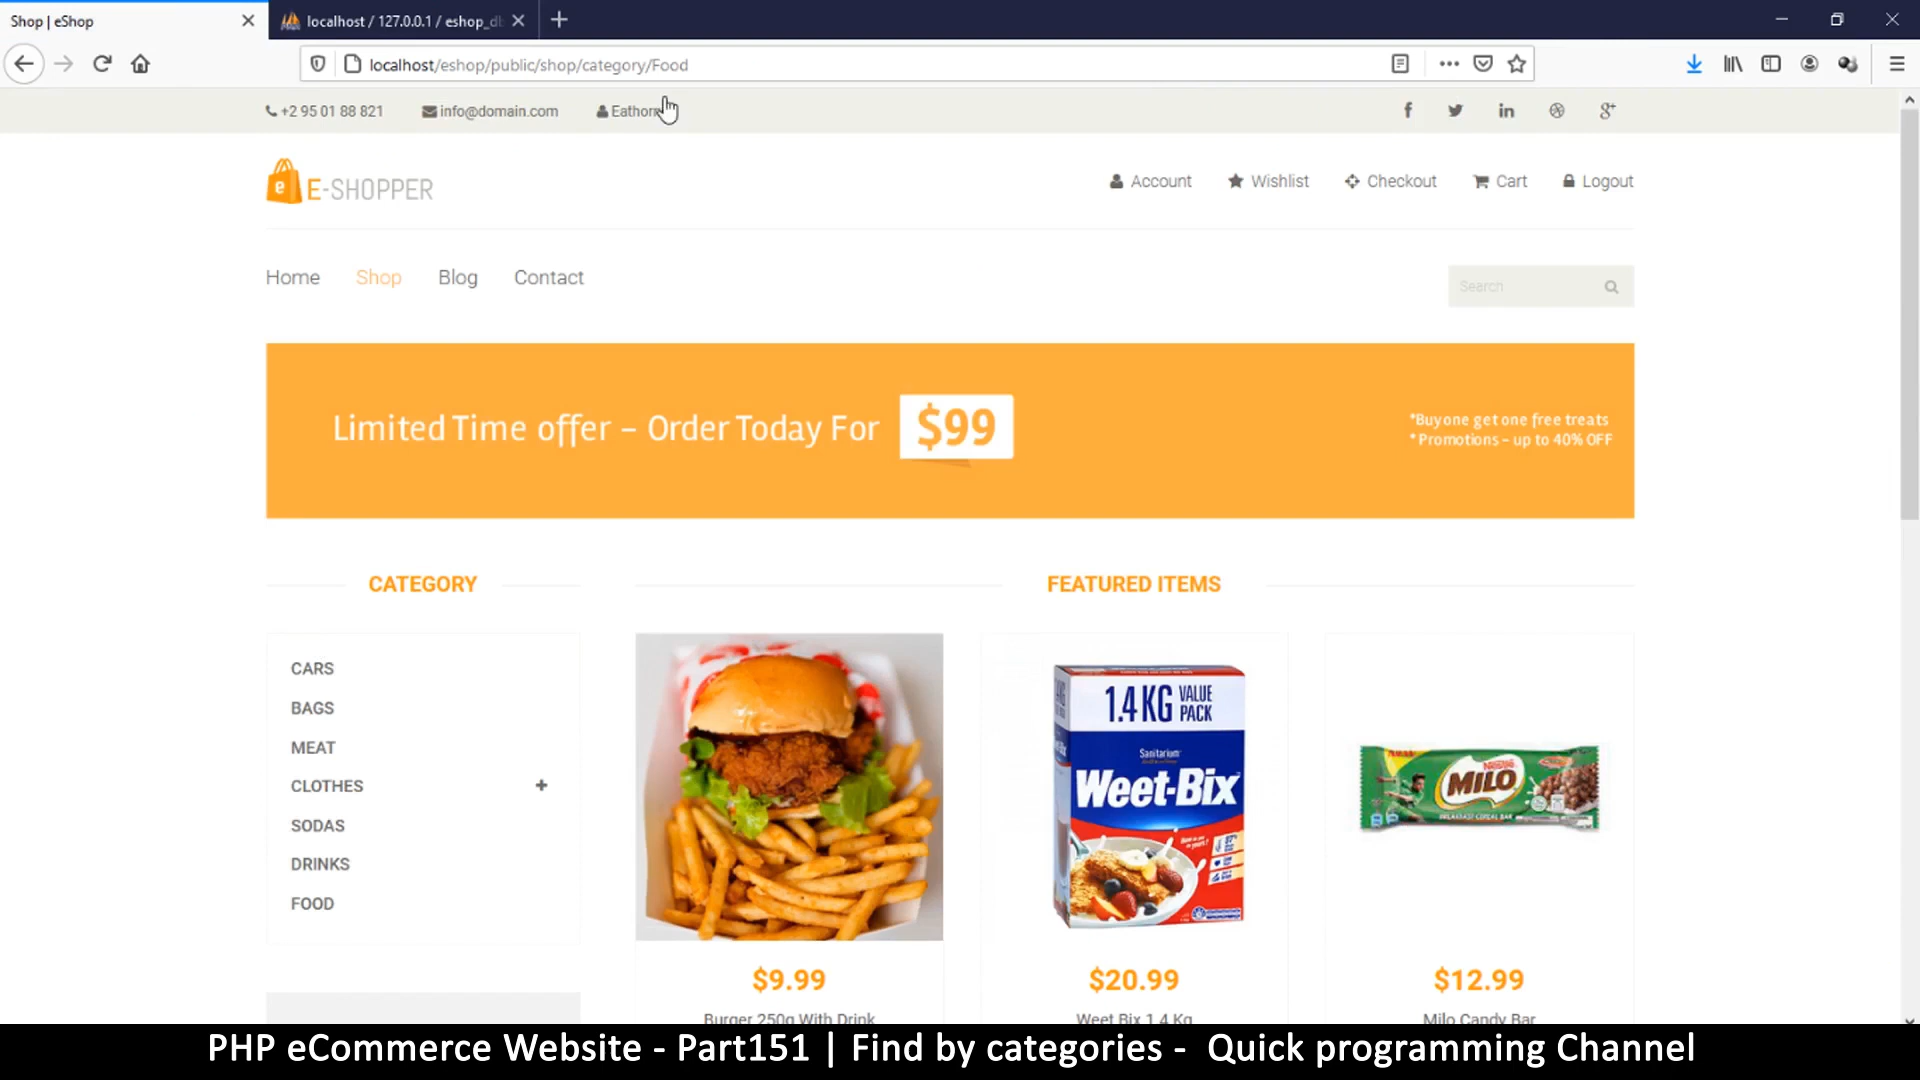 Shop | eShop
localhost / 127.0.0.1 / eshop_db
localhost/eshop/public/shop/category/Food
+2 95 01 88 821
info@domain.com
E-SHOPPER
Account
Wishlist
Checkout
Cart
Logout
Home
Shop
Blog
Contact
Search
Limited Time offer – Order Today For
$99
*Buy one get one free treats
*Promotions – up to 40% OFF
CATEGORY
FEATURED ITEMS
CARS
BAGS
MEAT
CLOTHES
SODAS
DRINKS
FOOD
1.4 KG VALUE PACK
Sanitarium
Weet-Bix
Nestlé
MILO
$9.99
Burger 250g With Drink
$20.99
Weet Bix 1.4 Kg
$12.99
Milo Candy Bar
PHP eCommerce Website - Part151 | Find by categories - Quick programming Channel